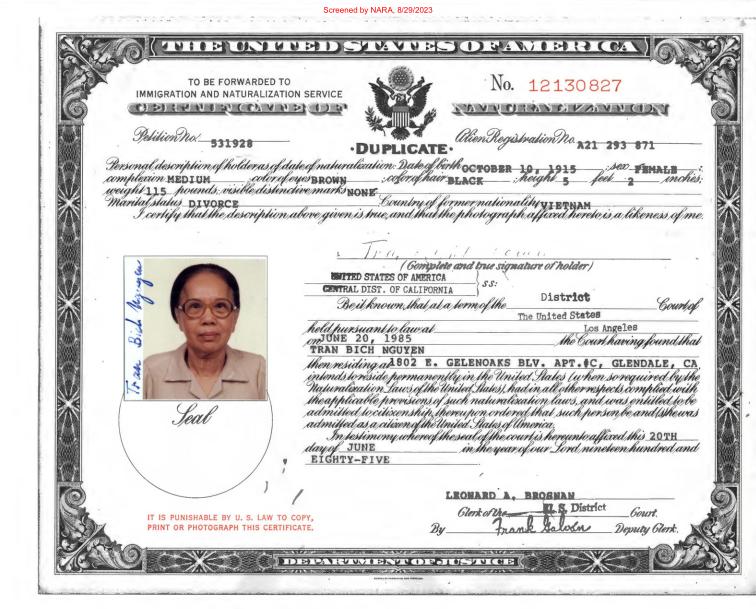 Screened by NARA, 8/29/2023
THE UNITED STATES OF AMERICA
TO BE FORWARDED TO
IMMIGRATION AND NATURALIZATION SERVICE
No. 12130827
CERTIFICATE OF NATURALIZATION
Petition No. 531928
·DUPLICATE·
Alien Registration No. A21 293 871
Personal description of holder as of date of naturalization: Date of birth OCTOBER 10, 1915 ; sex FEMALE ;
complexion MEDIUM color of eyes BROWN color of hair BLACK ; height 5 feet 2 inches;
weight 115 pounds; visible distinctive marks NONE
Marital status DIVORCE Country of former nationality VIETNAM
I certify that the description above given is true, and that the photograph affixed hereto is a likeness of me.
(Complete and true signature of holder)
UNITED STATES OF AMERICA
CENTRAL DIST. OF CALIFORNIA } SS:
Be it known, that at a term of the District Court of
The United States
held pursuant to law at Los Angeles
on JUNE 20, 1985 the Court having found that
TRAN BICH NGUYEN
then residing at 1802 E. GELENOAKS BLV. APT.#C, GLENDALE, CA
intends to reside permanently in the United States (when so required by the
Naturalization Laws of the United States), had in all other respects complied with
the applicable provisions of such naturalization laws, and was entitled to be
admitted to citizenship, thereupon ordered that such person be and (s)he was
admitted as a citizen of the United States of America.
In testimony whereof the seal of the court is hereunto affixed this 20TH
day of JUNE in the year of our Lord nineteen hundred and
EIGHTY-FIVE
Tran Bich Nguyen
Seal
IT IS PUNISHABLE BY U. S. LAW TO COPY,
PRINT OR PHOTOGRAPH THIS CERTIFICATE.
LEONARD A. BROSNAN
Clerk of the U. S. District Court.
By Frank Galvin Deputy Clerk.
DEPARTMENT OF JUSTICE